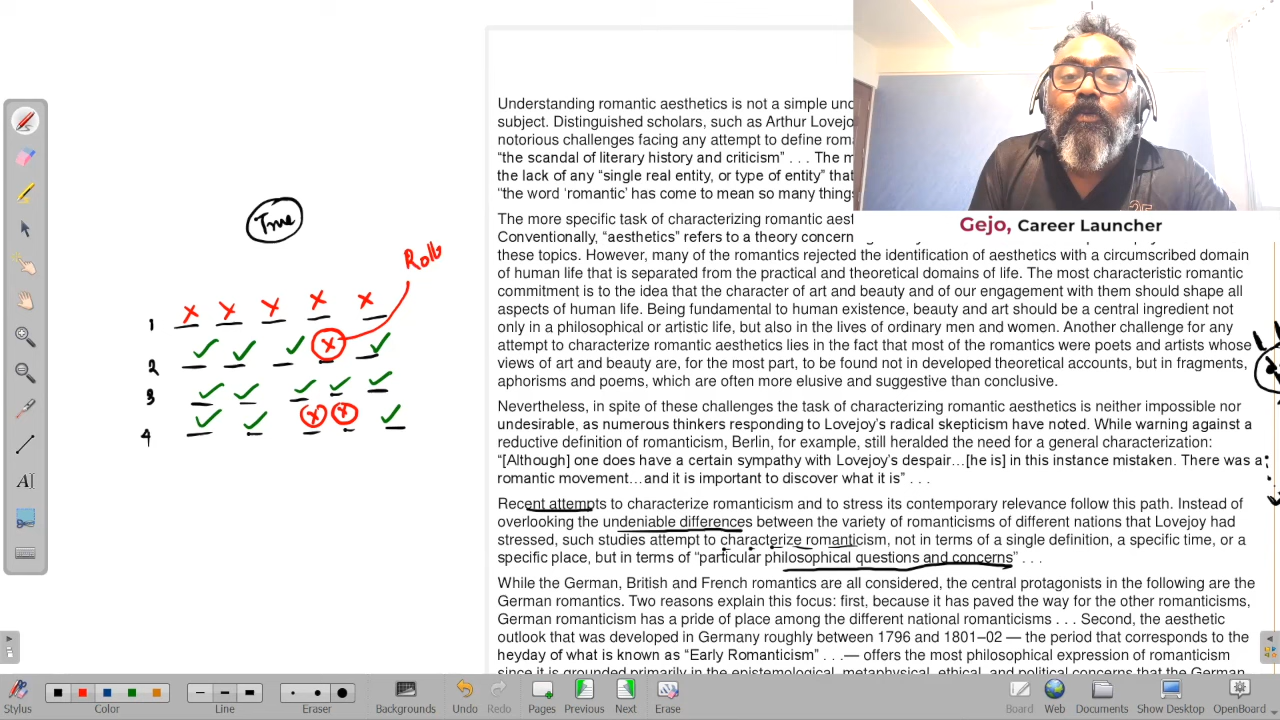 True
Rollb
1
2
3
4
Understanding romantic aesthetics is not a simple und
subject. Distinguished scholars, such as Arthur Lovejo
notorious challenges facing any attempt to define roma
“the scandal of literary history and criticism” . . . The m
the lack of any “single real entity, or type of entity” that
“the word ‘romantic’ has come to mean so many things
The more specific task of characterizing romantic aest
Conventionally, “aesthetics” refers to a theory concern
these topics. However, many of the romantics rejected the identification of aesthetics with a circumscribed domain
of human life that is separated from the practical and theoretical domains of life. The most characteristic romantic
commitment is to the idea that the character of art and beauty and of our engagement with them should shape all
aspects of human life. Being fundamental to human existence, beauty and art should be a central ingredient not
only in a philosophical or artistic life, but also in the lives of ordinary men and women. Another challenge for any
attempt to characterize romantic aesthetics lies in the fact that most of the romantics were poets and artists whose
views of art and beauty are, for the most part, to be found not in developed theoretical accounts, but in fragments,
aphorisms and poems, which are often more elusive and suggestive than conclusive.
Nevertheless, in spite of these challenges the task of characterizing romantic aesthetics is neither impossible nor
undesirable, as numerous thinkers responding to Lovejoy’s radical skepticism have noted. While warning against a
reductive definition of romanticism, Berlin, for example, still heralded the need for a general characterization:
“[Although] one does have a certain sympathy with Lovejoy’s despair…[he is] in this instance mistaken. There was a
romantic movement…and it is important to discover what it is” . . .
Recent attempts to characterize romanticism and to stress its contemporary relevance follow this path. Instead of
overlooking the undeniable differences between the variety of romanticisms of different nations that Lovejoy had
stressed, such studies attempt to characterize romanticism, not in terms of a single definition, a specific time, or a
specific place, but in terms of “particular philosophical questions and concerns” . . .
While the German, British and French romantics are all considered, the central protagonists in the following are the
German romantics. Two reasons explain this focus: first, because it has paved the way for the other romanticisms,
German romanticism has a pride of place among the different national romanticisms . . . Second, the aesthetic
outlook that was developed in Germany roughly between 1796 and 1801–02 — the period that corresponds to the
heyday of what is known as “Early Romanticism” . . .— offers the most philosophical expression of romanticism
since it is grounded primarily in the epistemological, metaphysical, ethical, and political concerns that the German
Gejo, Career Launcher
Stylus
Color
Line
Eraser
Backgrounds
Undo
Redo
Pages
Previous
Next
Erase
Board
Web
Documents
Show Desktop
OpenBoard